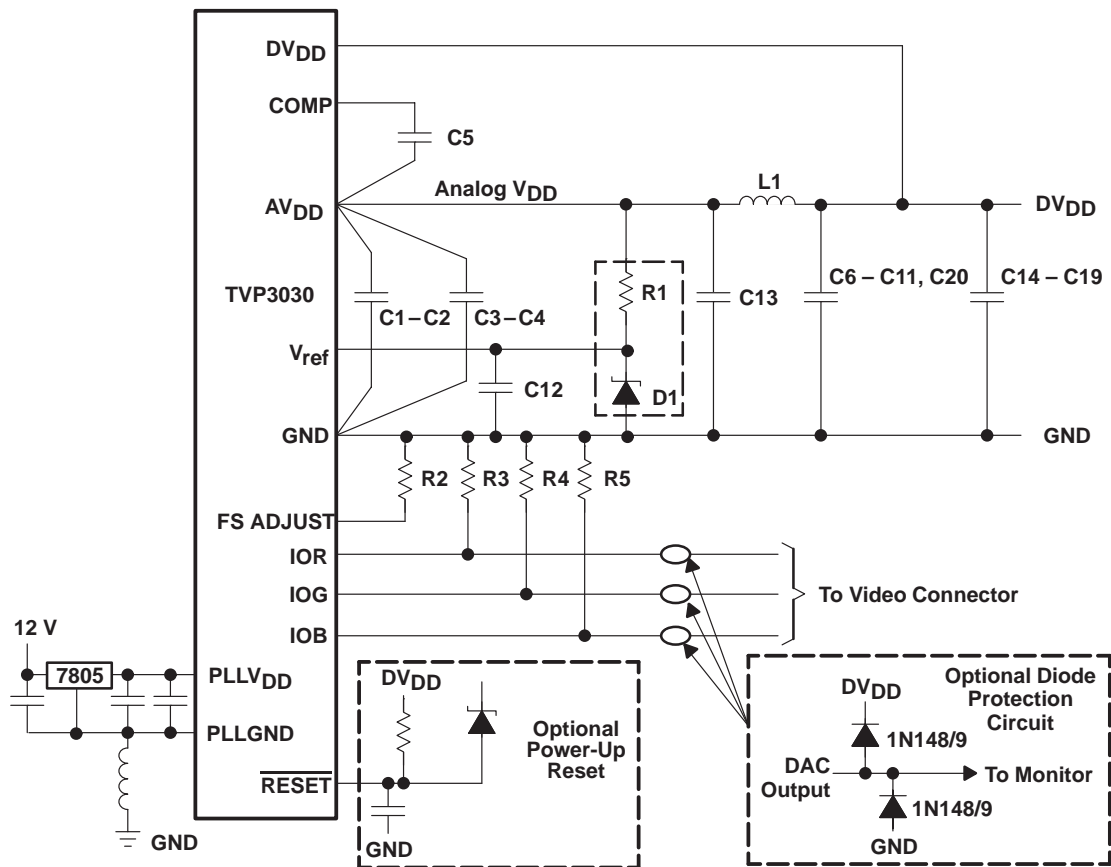 DVDD
COMP
C5
Analog VDD
L1
AVDD
DVDD
TVP3030
C1 – C2
C3 – C4
R1
C13
C6 – C11, C20
C14 – C19
Vref
C12
D1
GND
GND
R2
R3
R4
R5
FS ADJUST
IOR
IOG
IOB
To Video Connector
12 V
7805
PLLVDD
PLLGND
RESET
GND
DVDD
Optional
Power-Up
Reset
GND
Optional Diode
Protection
Circuit
DVDD
1N148/9
DAC
Output
To Monitor
1N148/9
GND